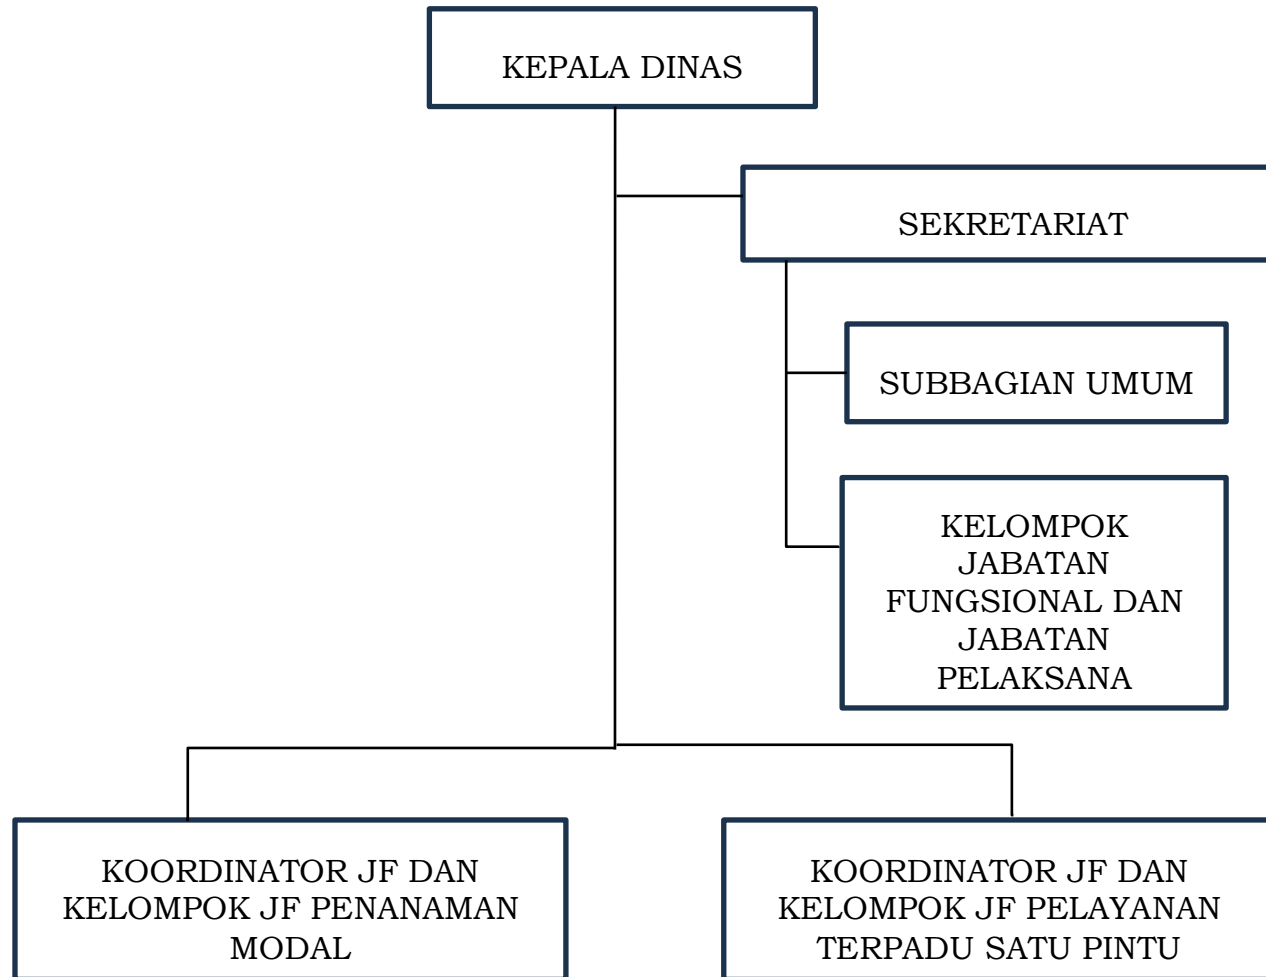 KEPALA DINAS
SEKRETARIAT
SUBBAGIAN UMUM
KELOMPOK
JABATAN
FUNGSIONAL DAN
JABATAN
PELAKSANA
KOORDINATOR JF DAN
KELOMPOK JF PENANAMAN
MODAL
KOORDINATOR JF DAN
KELOMPOK JF PELAYANAN
TERPADU SATU PINTU